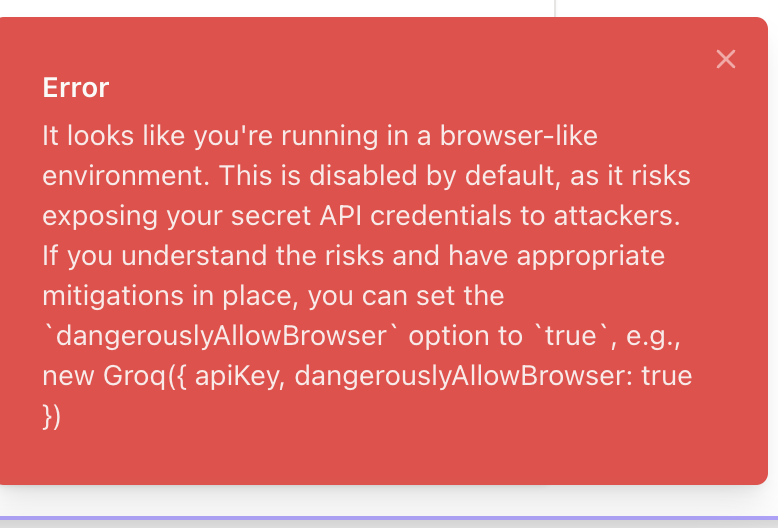 Error
It looks like you're running in a browser-like
environment. This is disabled by default, as it risks
exposing your secret API credentials to attackers.
If you understand the risks and have appropriate
mitigations in place, you can set the
`dangerouslyAllowBrowser` option to `true`, e.g.,
new Groq({ apiKey, dangerouslyAllowBrowser: true
})